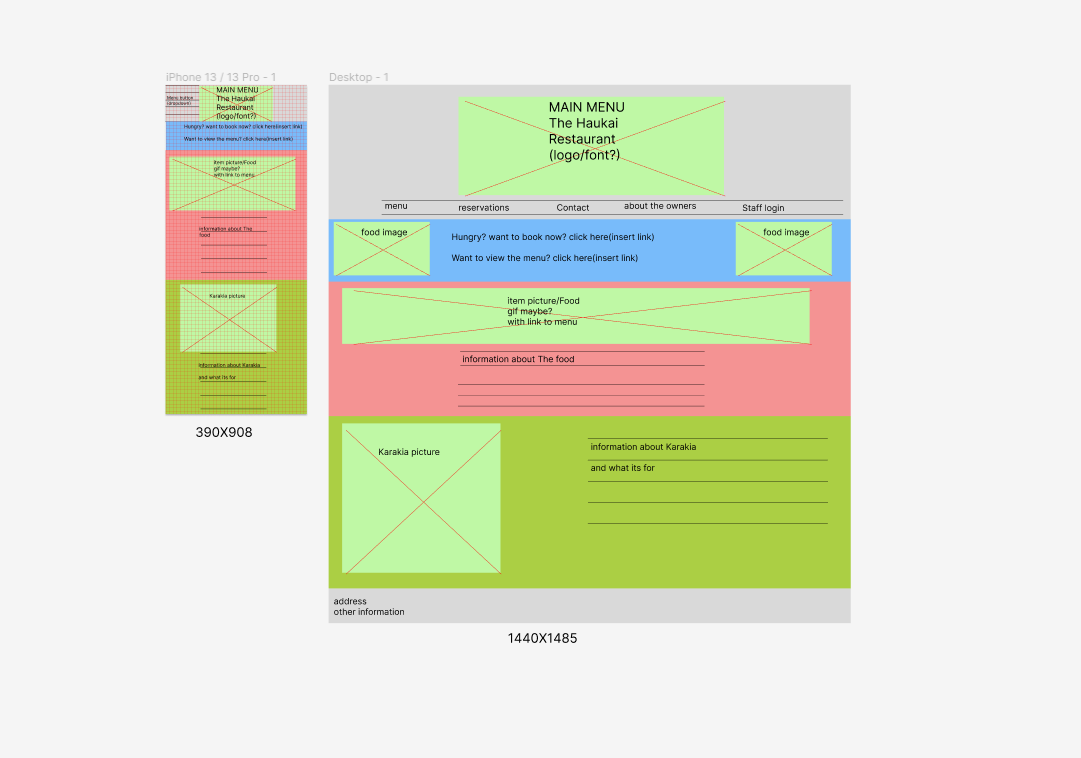 iPhone 13 / 13 Pro - 1
MAIN MENU
The Haukai
Restaurant
(logo/font?)
Menu button
(dropdown)
Hungry? want to book now? (click here(insert link)
Want to view the menu? click here(insert link)
Item picture/Food
gif maybe?
with link to menu
information about The
food
Karakia picture
information about Karakia
and what its for
390X908
Desktop - 1
MAIN MENU
The Haukai
Restaurant
(logo/font?)
menu
reservations
Contact
about the owners
Staff login
food image
Hungry? want to book now? click here(insert link)
Want to view the menu? click here(insert link)
food image
item picture/Food
gif maybe?
with link to menu
information about The food
Karakia picture
information about Karakia
and what its for
address
other information
1440X1485